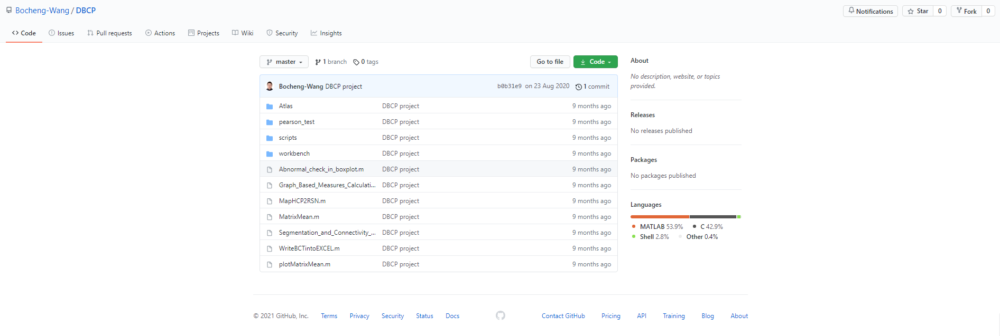 Bocheng-Wang / DBCP
Notifications Star 0 Fork 0
Code Issues Pull requests Actions Projects Wiki Security Insights
master 1 branch 0 tags Go to file Code
Bocheng-Wang DBCP project b0b31e9 on 23 Aug 2020 1 commit
Atlas DBCP project 9 months ago
pearson_test DBCP project 9 months ago
scripts DBCP project 9 months ago
workbench DBCP project 9 months ago
Abnormal_check_in_boxplot.m DBCP project 9 months ago
Graph_Based_Measures_Calculati... DBCP project 9 months ago
MapHCP2RSN.m DBCP project 9 months ago
MatrixMean.m DBCP project 9 months ago
Segmentation_and_Connectivity_... DBCP project 9 months ago
WriteBCTintoEXCEL.m DBCP project 9 months ago
plotMatrixMean.m DBCP project 9 months ago
About
No description, website, or topics
provided.
Releases
No releases published
Packages
No packages published
Languages
MATLAB 53.9% C 42.9%
Shell 2.8% Other 0.4%
© 2021 GitHub, Inc. Terms Privacy Security Status Docs Contact GitHub Pricing API Training Blog About